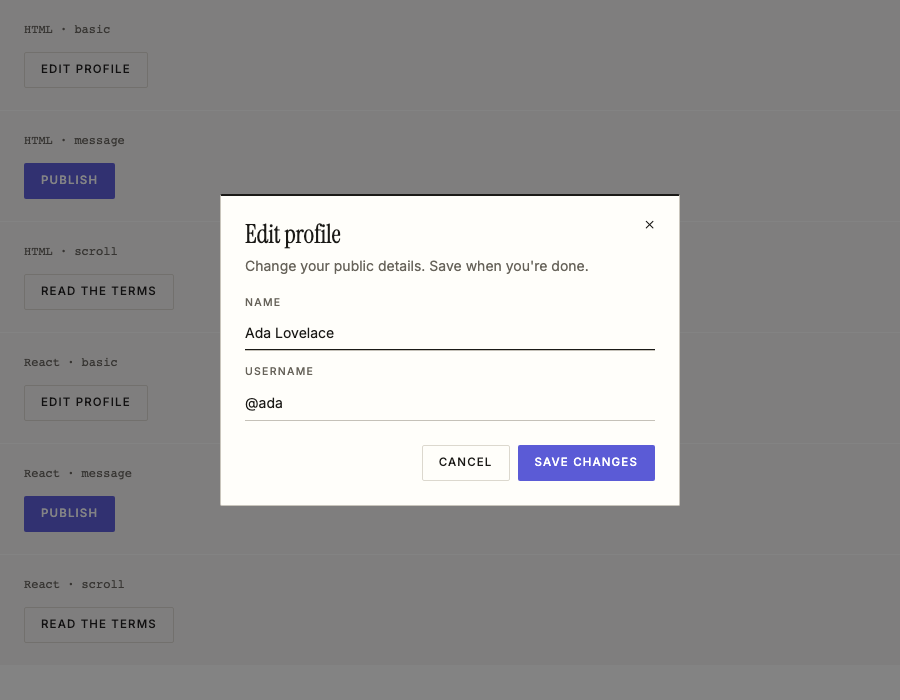 HTML · basic
EDIT PROFILE
HTML · message
PUBLISH
HTML · scroll
READ THE TERMS
React · basic
EDIT PROFILE
React · message
PUBLISH
React · scroll
READ THE TERMS
Edit profile
×
Change your public details. Save when you're done.
NAME
Ada Lovelace
USERNAME
@ada
CANCEL
SAVE CHANGES